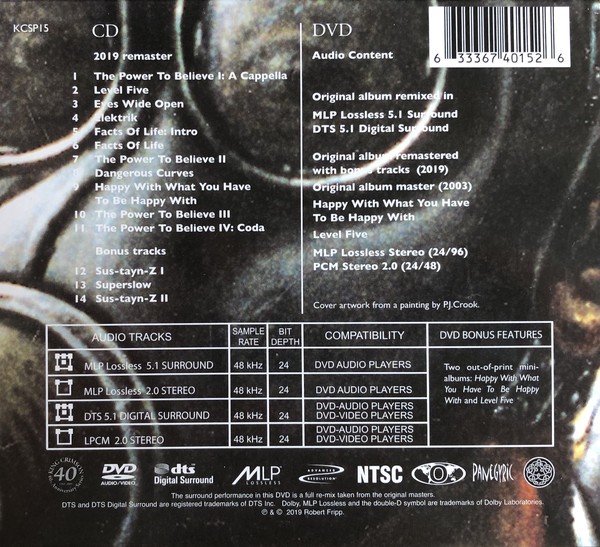 KCSP15
CD
2019 remaster
1 The Power To Believe I: A Cappella
2 Level Five
3 Eyes Wide Open
4 Elektrik
5 Facts Of Life: Intro
6 Facts Of Life
7 The Power To Believe II
8 Dangerous Curves
9 Happy With What You Have
To Be Happy With
10 The Power To Believe III
11 The Power To Believe IV: Coda
Bonus tracks
12 Sus-tayn-Z I
13 Superslow
14 Sus-tayn-Z II
DVD
Audio Content
Original album remixed in
MLP Lossless 5.1 Surround
DTS 5.1 Digital Surround
Original album remastered
with bonus tracks (2019)
Original album master (2003)
Happy With What You Have
To Be Happy With
Level Five
MLP Lossless Stereo (24/96)
PCM Stereo 2.0 (24/48)
Cover artwork from a painting by P.J.Crook.
6 33367 40152 6
AUDIO TRACKS SAMPLE RATE BIT DEPTH COMPATIBILITY DVD BONUS FEATURES
MLP Lossless 5.1 SURROUND 48 kHz 24 DVD AUDIO PLAYERS
MLP Lossless 2.0 STEREO 48 kHz 24 DVD AUDIO PLAYERS
DTS 5.1 DIGITAL SURROUND 48 kHz 24 DVD-AUDIO PLAYERS
DVD-VIDEO PLAYERS
LPCM 2.0 STEREO 48 kHz 24 DVD-AUDIO PLAYERS
DVD-VIDEO PLAYERS
Two out-of-print mini-
albums: Happy With What
You Have To Be Happy
With and Level Five
KING CRIMSON 40th
DVD AUDIO/VIDEO
dts Digital Surround
MLP LOSSLESS
ADVANCED RESOLUTION
NTSC
PANEGYRIC
The surround performance in this DVD is a full re-mix taken from the original masters.
DTS and DTS Digital Surround are registered trademarks of DTS Inc. Dolby, MLP Lossless and the double-D symbol are trademarks of Dolby Laboratories.
℗ & © 2019 Robert Fripp.